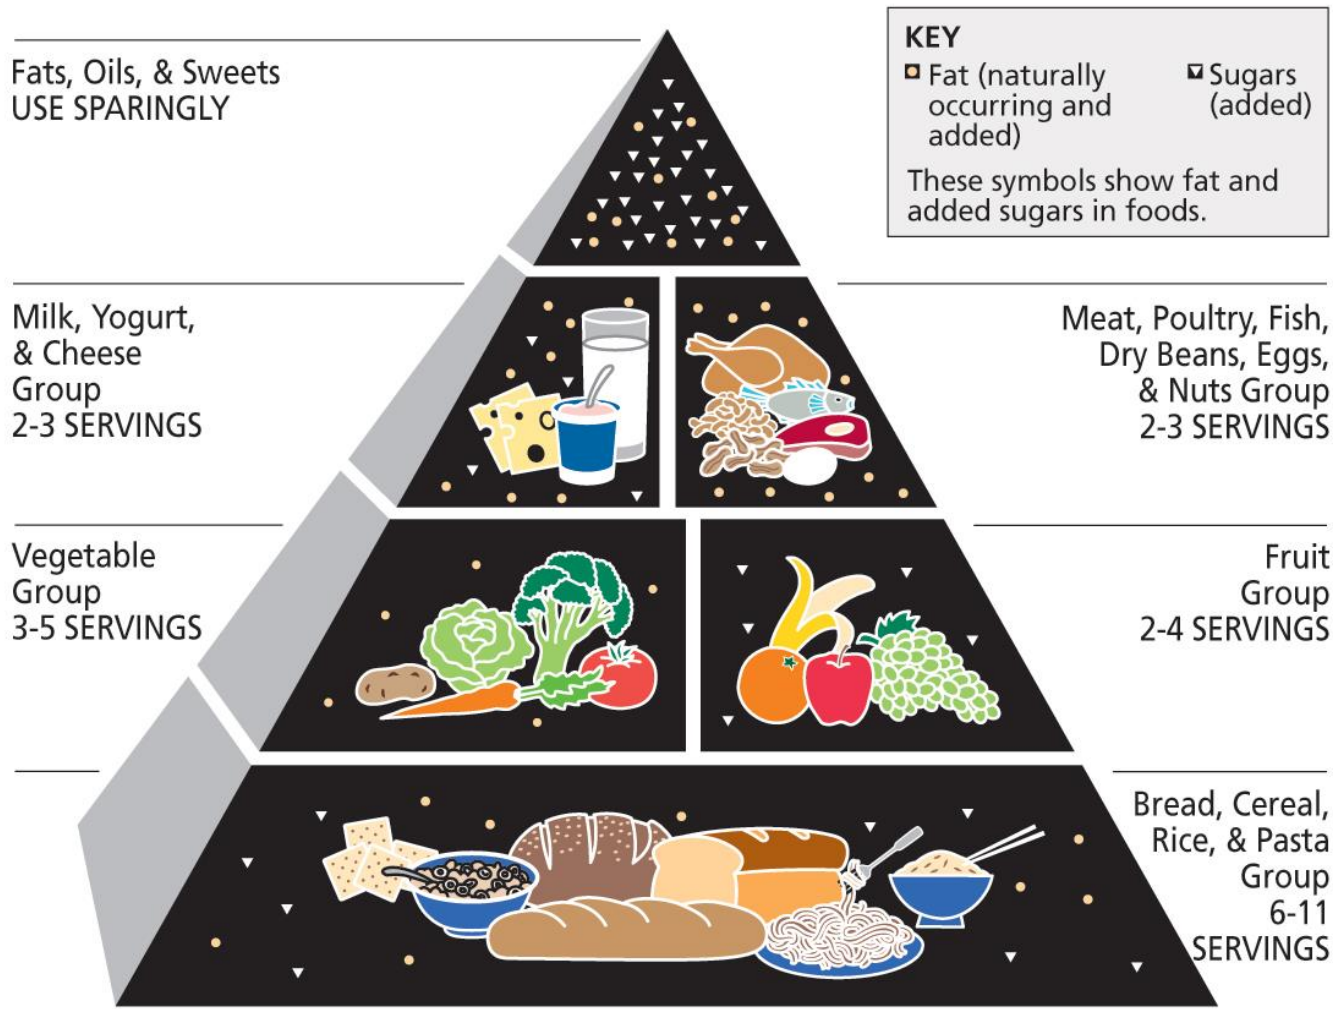 Fats, Oils, & Sweets
USE SPARINGLY
KEY
Fat (naturally
occurring and
added)
Sugars
(added)
These symbols show fat and
added sugars in foods.
Milk, Yogurt,
& Cheese
Group
2-3 SERVINGS
Meat, Poultry, Fish,
Dry Beans, Eggs,
& Nuts Group
2-3 SERVINGS
Vegetable
Group
3-5 SERVINGS
Fruit
Group
2-4 SERVINGS
Bread, Cereal,
Rice, & Pasta
Group
6-11
SERVINGS